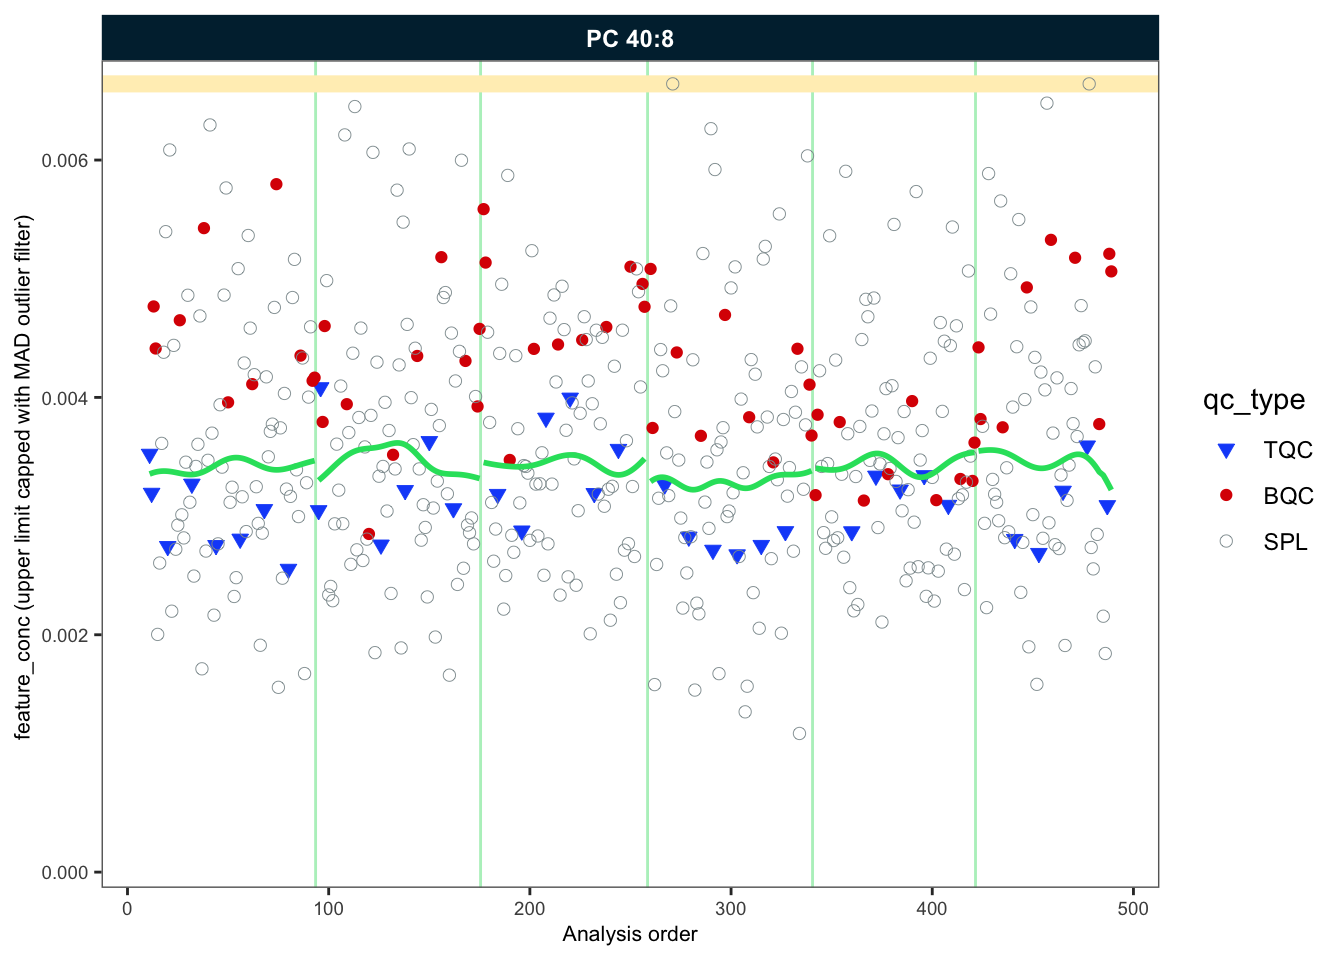 PC 40:8
feature_conc (upper limit capped with MAD outlier filter)
0.006
0.004
0.002
0.000
0 100 200 300 400 500
Analysis order
qc_type
TQC
BQC
SPL